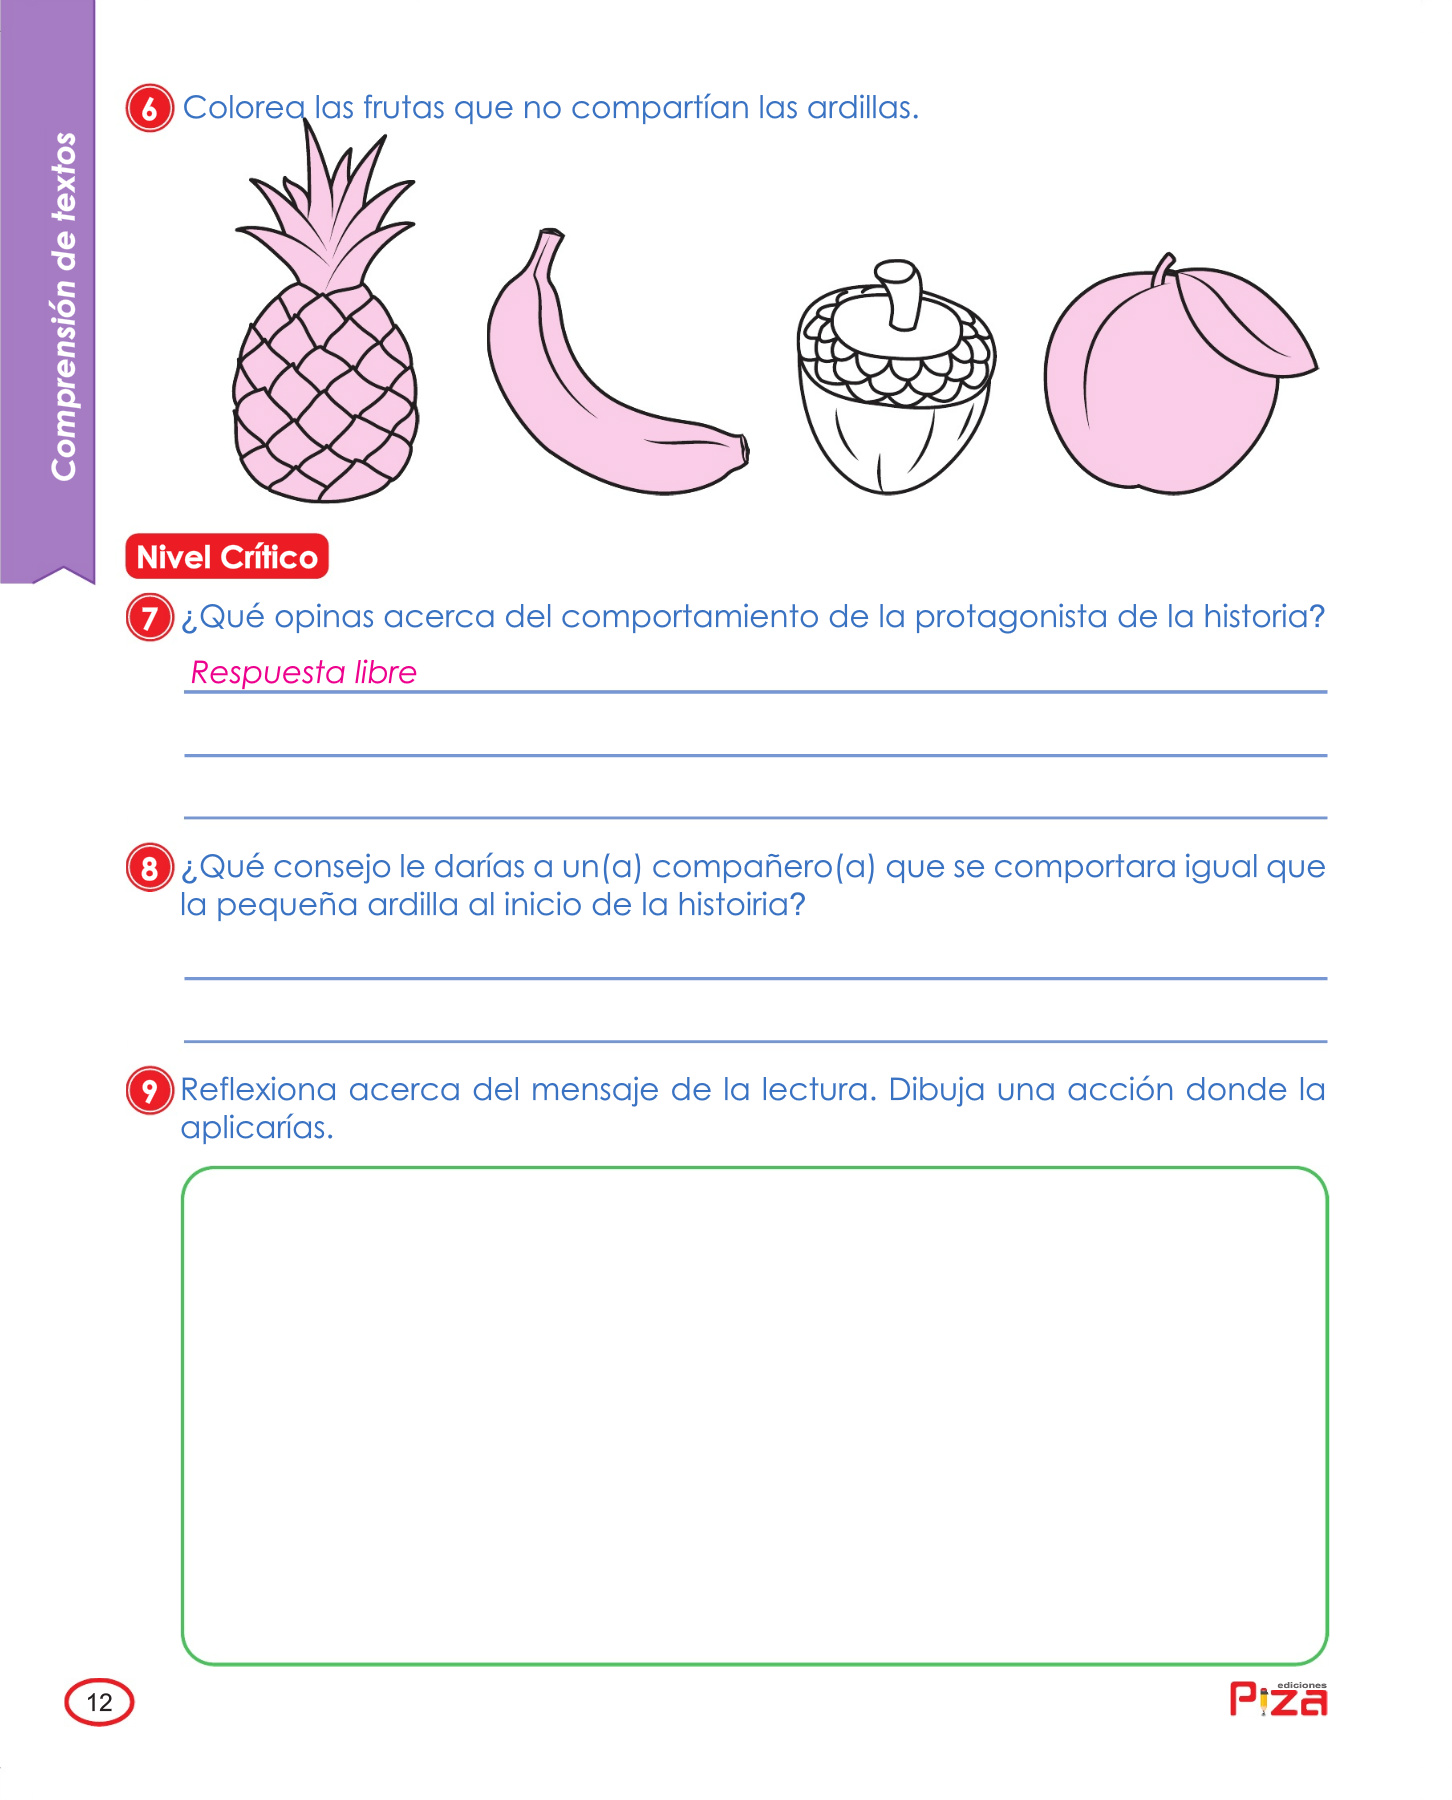 Comprensión de textos
6 Colorea las frutas que no compartían las ardillas.
Nivel Crítico
7 ¿Qué opinas acerca del comportamiento de la protagonista de la historia?
Respuesta libre
8 ¿Qué consejo le darías a un(a) compañero(a) que se comportara igual que
la pequeña ardilla al inicio de la histoiria?
9 Reflexiona acerca del mensaje de la lectura. Dibuja una acción donde la
aplicarías.
12
ediciones
Piza